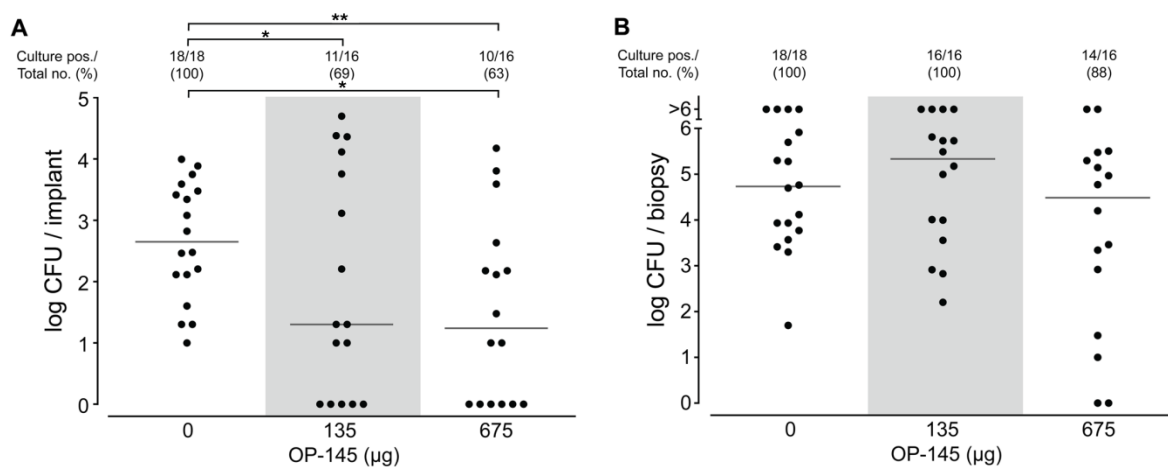 A
**
*
Culture pos./ 18/18 11/16 10/16
Total no. (%) (100) (69) (63)
*
5
4
3
2
1
0
log CFU / implant
0 135 675
OP-145 (µg)
B
Culture pos./ 18/18 16/16 14/16
Total no. (%) (100) (100) (88)
>6
6
5
4
3
2
1
0
log CFU / biopsy
0 135 675
OP-145 (µg)